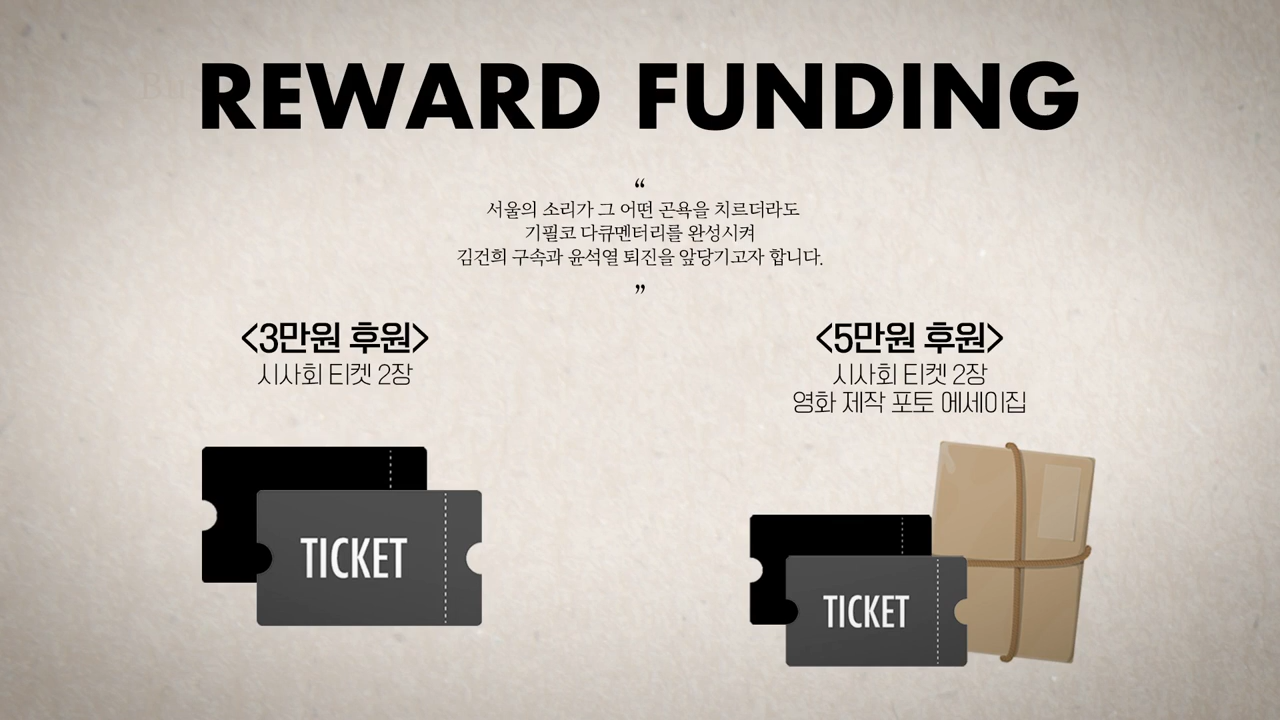 REWARD FUNDING
“
서울의 소리가 그 어떤 곤욕을 치르더라도
기필코 다큐멘터리를 완성시켜
김건희 구속과 윤석열 퇴진을 앞당기고자 합니다.
”
<3만원 후원>
시사회 티켓 2장
<5만원 후원>
시사회 티켓 2장
영화 제작 포토 에세이집
TICKET
TICKET